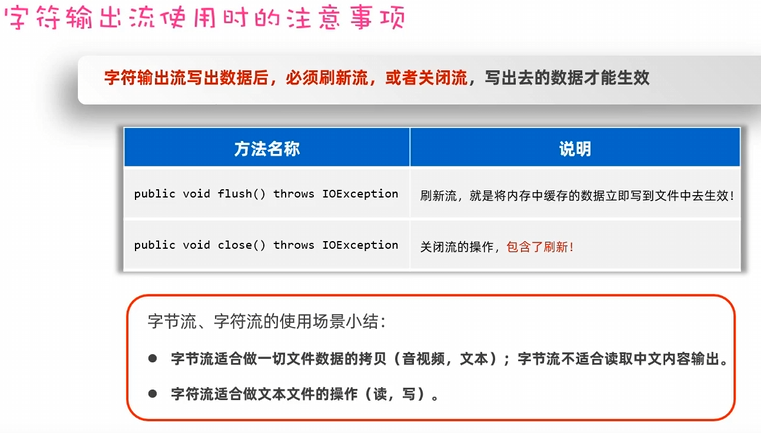 字符输出流使用时的注意事项
字符输出流写出数据后，必须刷新流，或者关闭流，写出去的数据才能生效
方法名称 说明
public void flush() throws IOException 刷新流，就是将内存中缓存的数据立即写到文件中去生效！
public void close() throws IOException 关闭流的操作，包含了刷新！
字节流、字符流的使用场景小结：
● 字节流适合做一切文件数据的拷贝（音视频，文本）；字节流不适合读取中文内容输出。
● 字符流适合做文本文件的操作（读，写）。